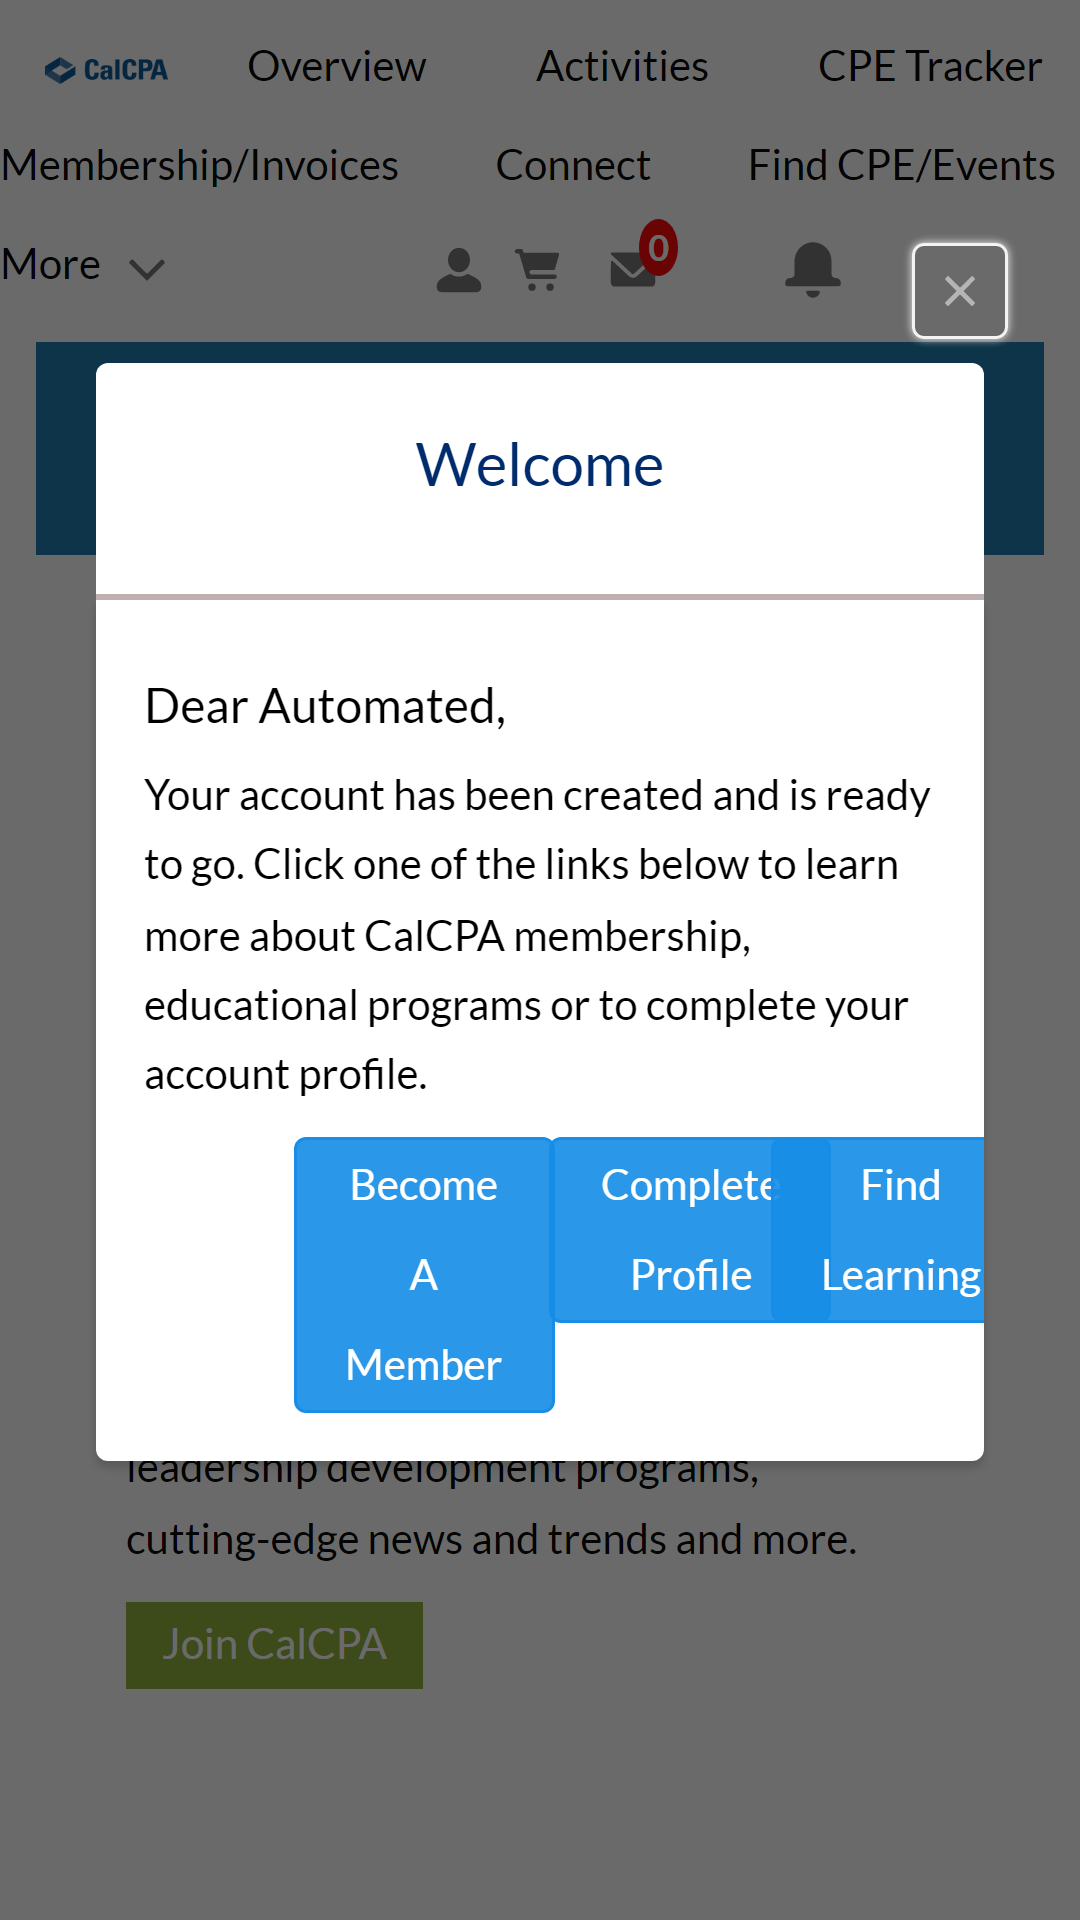 CalCPA Overview Activities CPE Tracker
Membership/Invoices Connect Find CPE/Events
More 0
Welcome
Dear Automated,
Your account has been created and is ready
to go. Click one of the links below to learn
more about CalCPA membership,
educational programs or to complete your
account profile.
Become
A
Member
Complete
Profile
Find
Learning
leadership development programs,
cutting-edge news and trends and more.
Join CalCPA